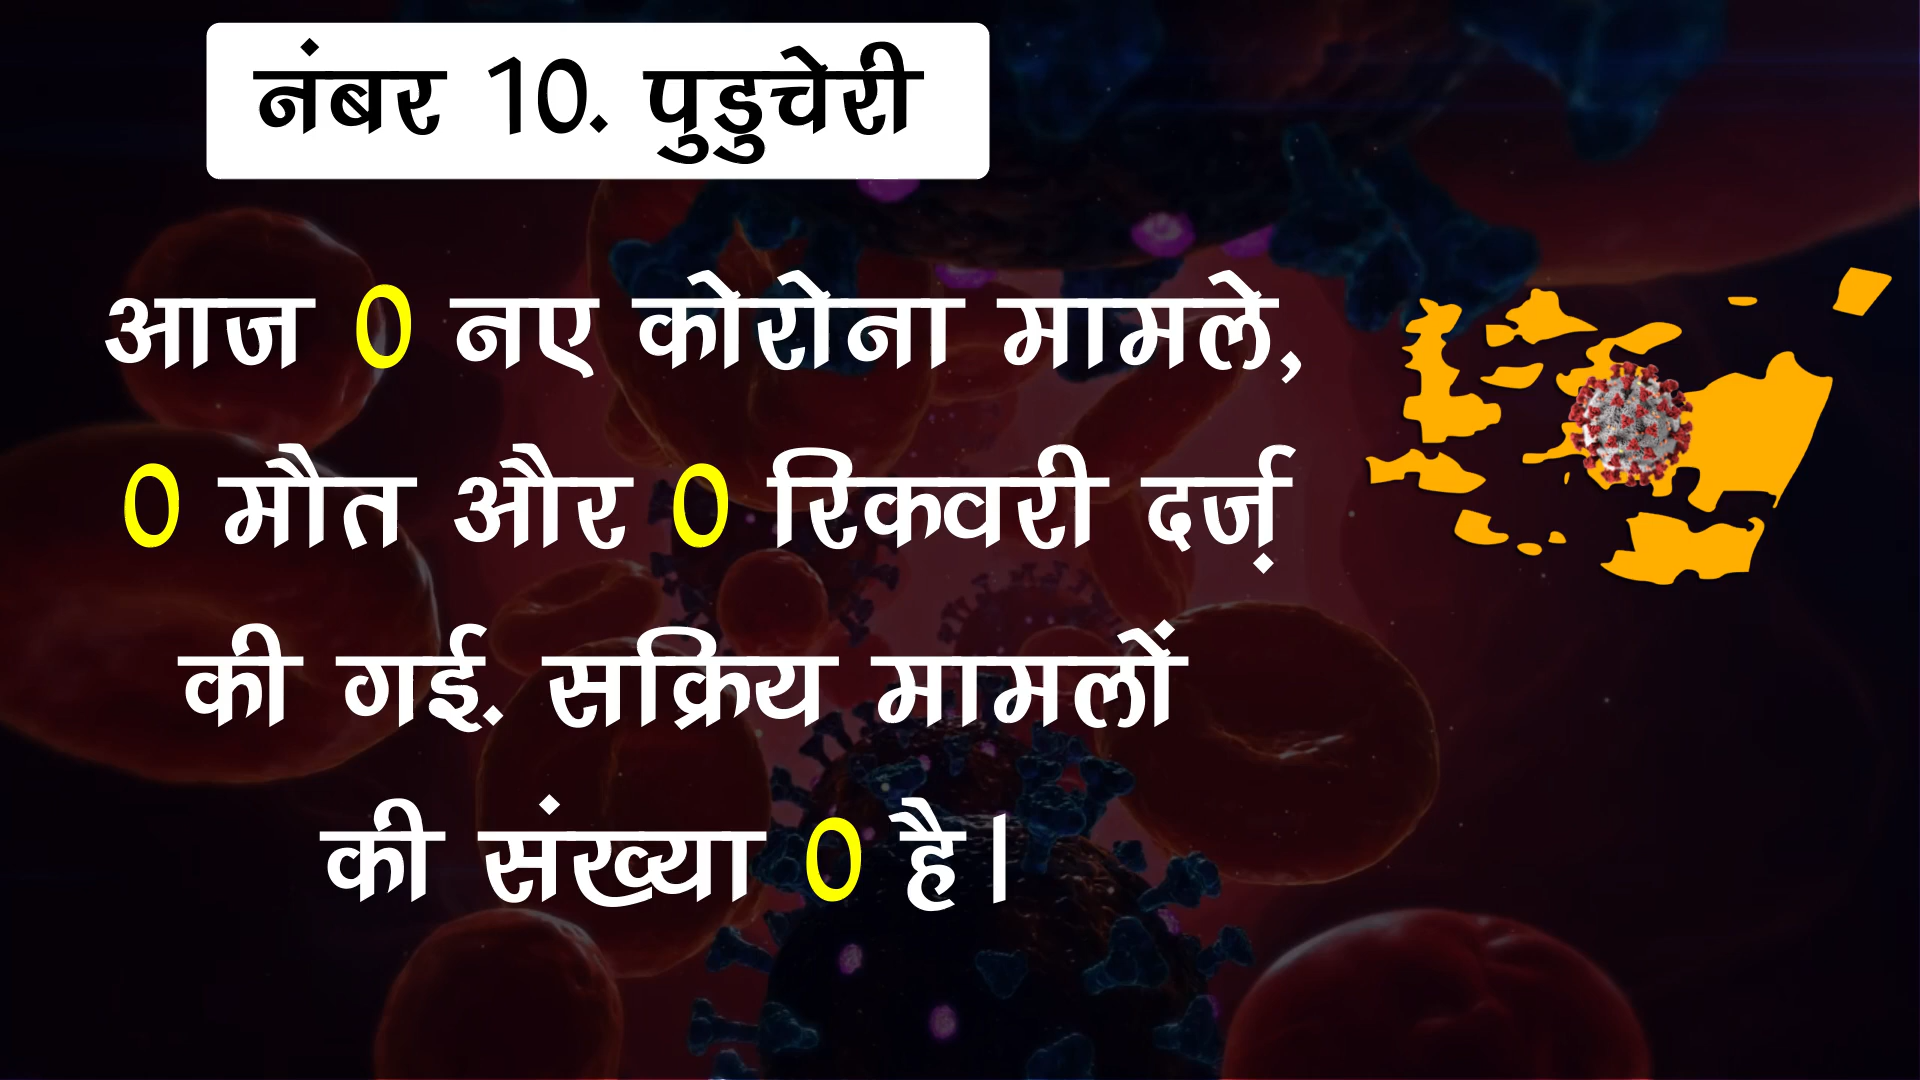 नंबर 10. पुडुचेरी
आज 0 नए कोरोना मामले,
0 मौत और 0 रिकवरी दर्ज़
की गई. सक्रिय मामलों
की संख्या 0 है।